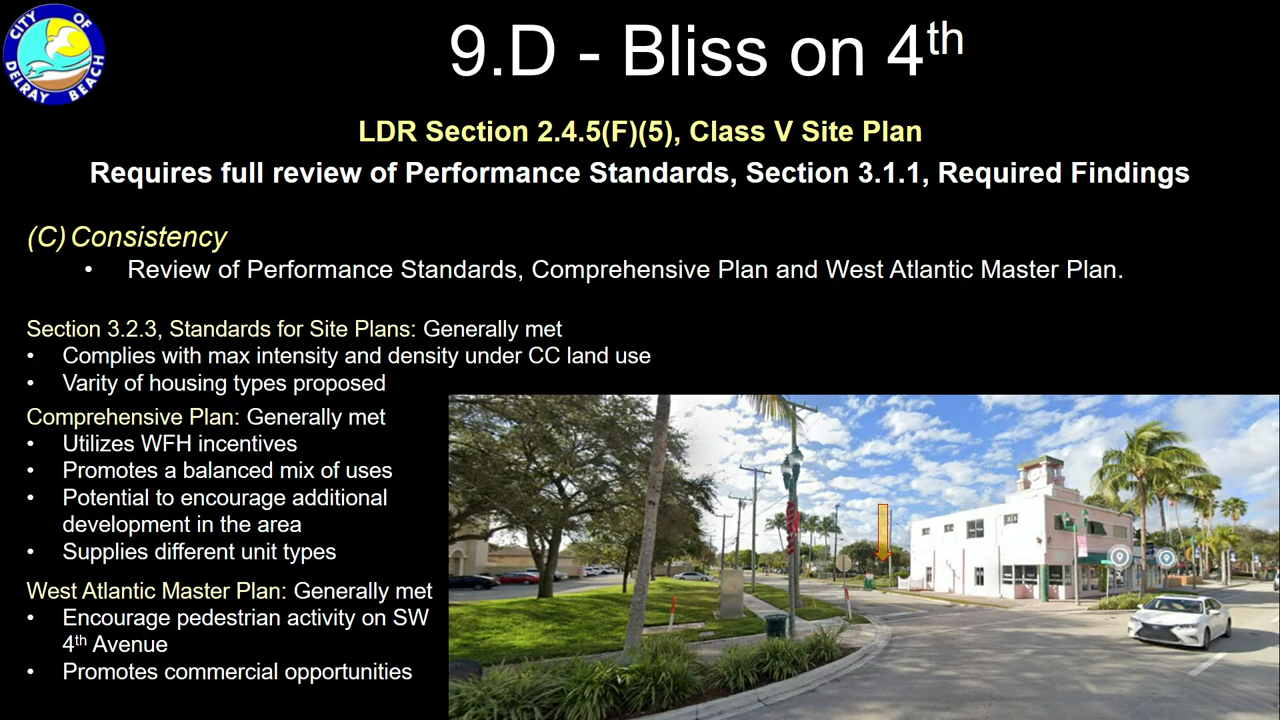 CITY OF
DELRAY BEACH
9.D - Bliss on 4th
LDR Section 2.4.5(F)(5), Class V Site Plan
Requires full review of Performance Standards, Section 3.1.1, Required Findings
(C) Consistency
• Review of Performance Standards, Comprehensive Plan and West Atlantic Master Plan.
Section 3.2.3, Standards for Site Plans: Generally met
• Complies with max intensity and density under CC land use
• Varity of housing types proposed
Comprehensive Plan: Generally met
• Utilizes WFH incentives
• Promotes a balanced mix of uses
• Potential to encourage additional
development in the area
• Supplies different unit types
West Atlantic Master Plan: Generally met
• Encourage pedestrian activity on SW
4th Avenue
• Promotes commercial opportunities